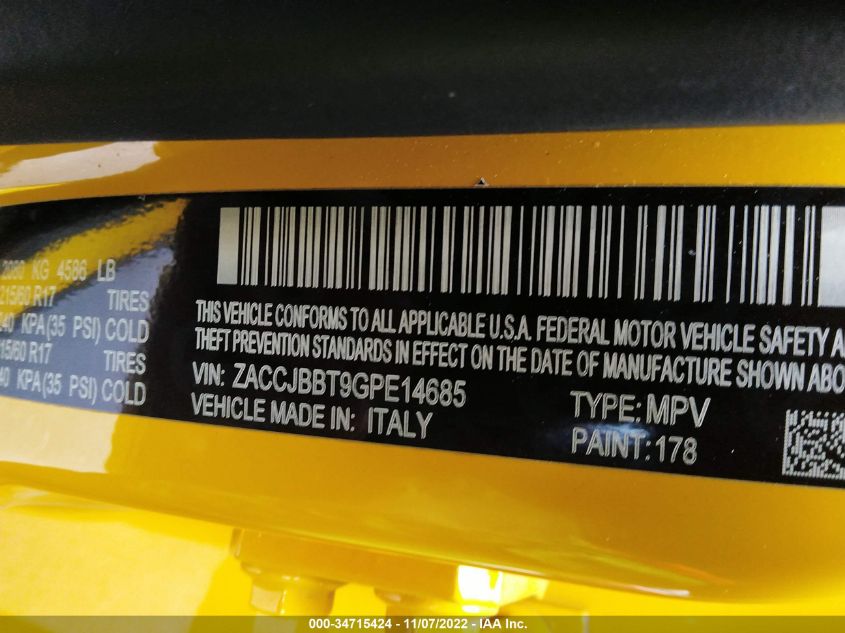 2080 KG 4586 LB
215/60 R17 TIRES
240 KPA (35 PSI) COLD
215/60 R17 TIRES
240 KPA (35 PSI) COLD
THIS VEHICLE CONFORMS TO ALL APPLICABLE U.S.A. FEDERAL MOTOR VEHICLE SAFETY
THEFT PREVENTION STANDARDS IN EFFECT ON THE DATE OF MANUFACTURE SHOWN
VIN: ZACCJBBT9GPE14685
TYPE: MPV
VEHICLE MADE IN: ITALY
PAINT: 178
000-34715424 - 11/07/2022 - IAA Inc.